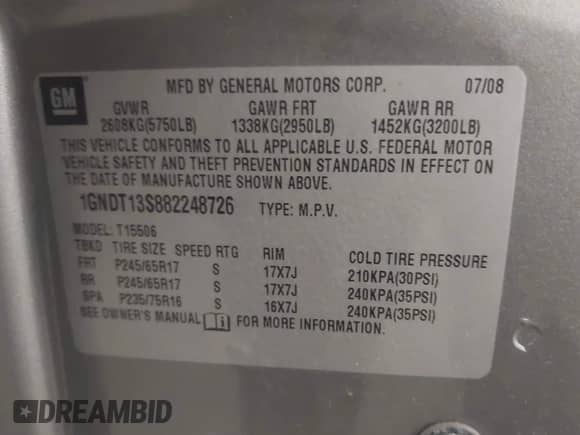 GM
MFD BY GENERAL MOTORS CORP. 07/08
GVWR GAWR FRT GAWR RR
2608KG(5750LB) 1338KG(2950LB) 1452KG(3200LB)
THIS VEHICLE CONFORMS TO ALL APPLICABLE U.S. FEDERAL MOTOR
VEHICLE SAFETY AND THEFT PREVENTION STANDARDS IN EFFECT ON
THE DATE OF MANUFACTURE SHOWN ABOVE.
1GNDT13S882248726 TYPE: M.P.V.
MODEL: T15506
TBKD TIRE SIZE SPEED RTG RIM COLD TIRE PRESSURE
FRT P245/65R17 S 17X7J 210KPA(30PSI)
RR P245/65R17 S 17X7J 240KPA(35PSI)
SPA P235/75R16 S 16X7J 240KPA(35PSI)
SEE OWNER'S MANUAL i FOR MORE INFORMATION.
DREAMBID